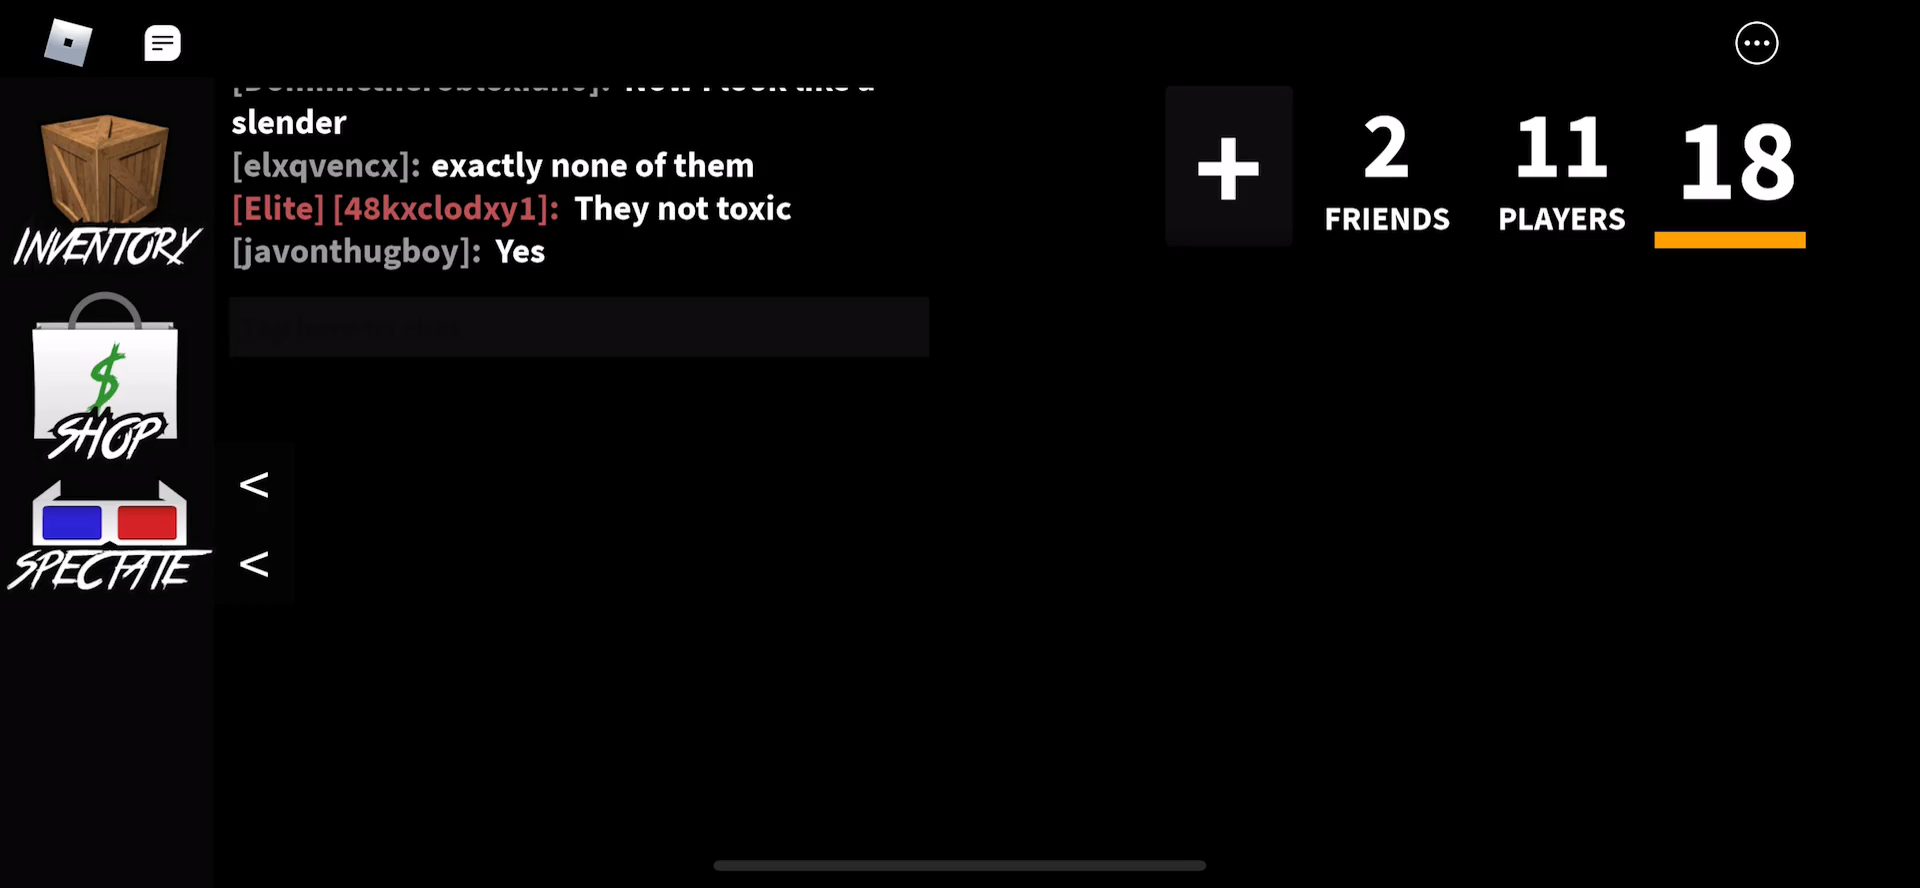 slender
[elxqvencx]: exactly none of them
[Elite] [48kxclodxy1]: They not toxic
[javonthugboy]: Yes
+
2
FRIENDS
11
PLAYERS
18
INVENTORY
$
SHOP
<
SPECTATE
<